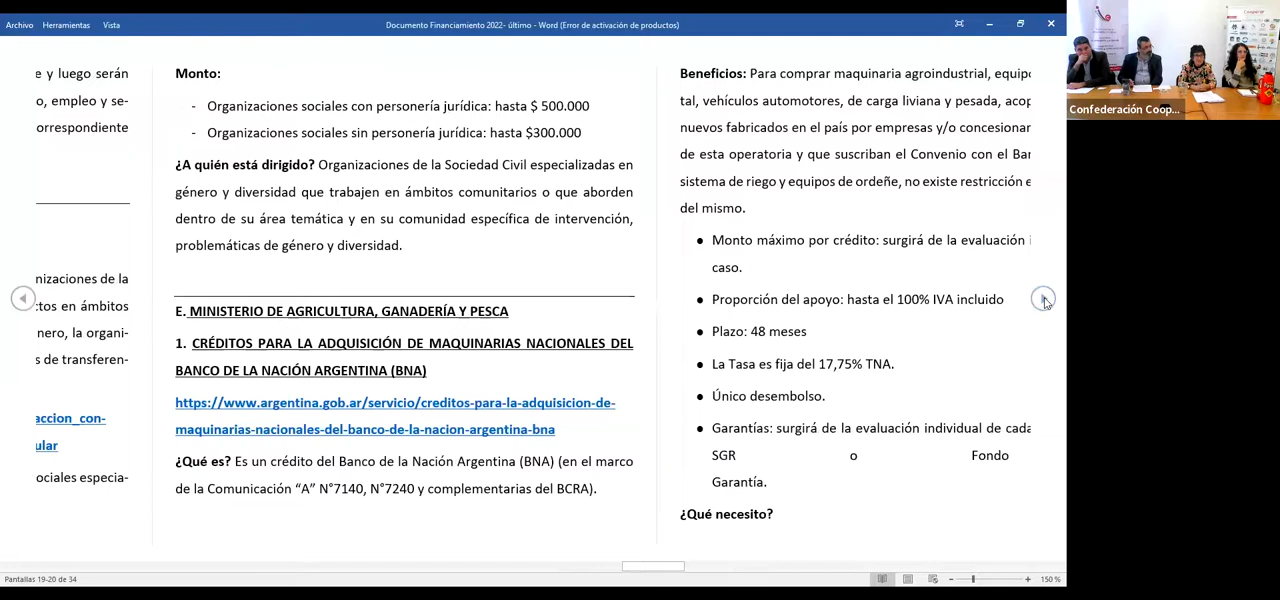 Archivo Herramientas Vista
Documento Financiamiento 2022- último - Word (Error de activación de productos)
e y luego serán
o, empleo y se-
orrespondiente
nizaciones de la
ctos en ámbitos
nero, la organi-
s de transferen-
accion_con-
ular
ociales especia-
Monto:
- Organizaciones sociales con personería jurídica: hasta $ 500.000
- Organizaciones sociales sin personería jurídica: hasta $300.000
¿A quién está dirigido? Organizaciones de la Sociedad Civil especializadas en
género y diversidad que trabajen en ámbitos comunitarios o que aborden
dentro de su área temática y en su comunidad específica de intervención,
problemáticas de género y diversidad.
E. MINISTERIO DE AGRICULTURA, GANADERÍA Y PESCA
1. CRÉDITOS PARA LA ADQUISICIÓN DE MAQUINARIAS NACIONALES DEL
BANCO DE LA NACIÓN ARGENTINA (BNA)
https://www.argentina.gob.ar/servicio/creditos-para-la-adquisicion-de-
maquinarias-nacionales-del-banco-de-la-nacion-argentina-bna
¿Qué es? Es un crédito del Banco de la Nación Argentina (BNA) (en el marco
de la Comunicación “A” N°7140, N°7240 y complementarias del BCRA).
Beneficios: Para comprar maquinaria agroindustrial, equipo
tal, vehículos automotores, de carga liviana y pesada, acop
nuevos fabricados en el país por empresas y/o concesionar
de esta operatoria y que suscriban el Convenio con el Ban
sistema de riego y equipos de ordeñe, no existe restricción e
del mismo.
● Monto máximo por crédito: surgirá de la evaluación i
caso.
● Proporción del apoyo: hasta el 100% IVA incluido
● Plazo: 48 meses
● La Tasa es fija del 17,75% TNA.
● Único desembolso.
● Garantías: surgirá de la evaluación individual de cada
SGR o Fondo
Garantía.
¿Qué necesito?
Confederación Coop...
Pantallas 19-20 de 34
150 %